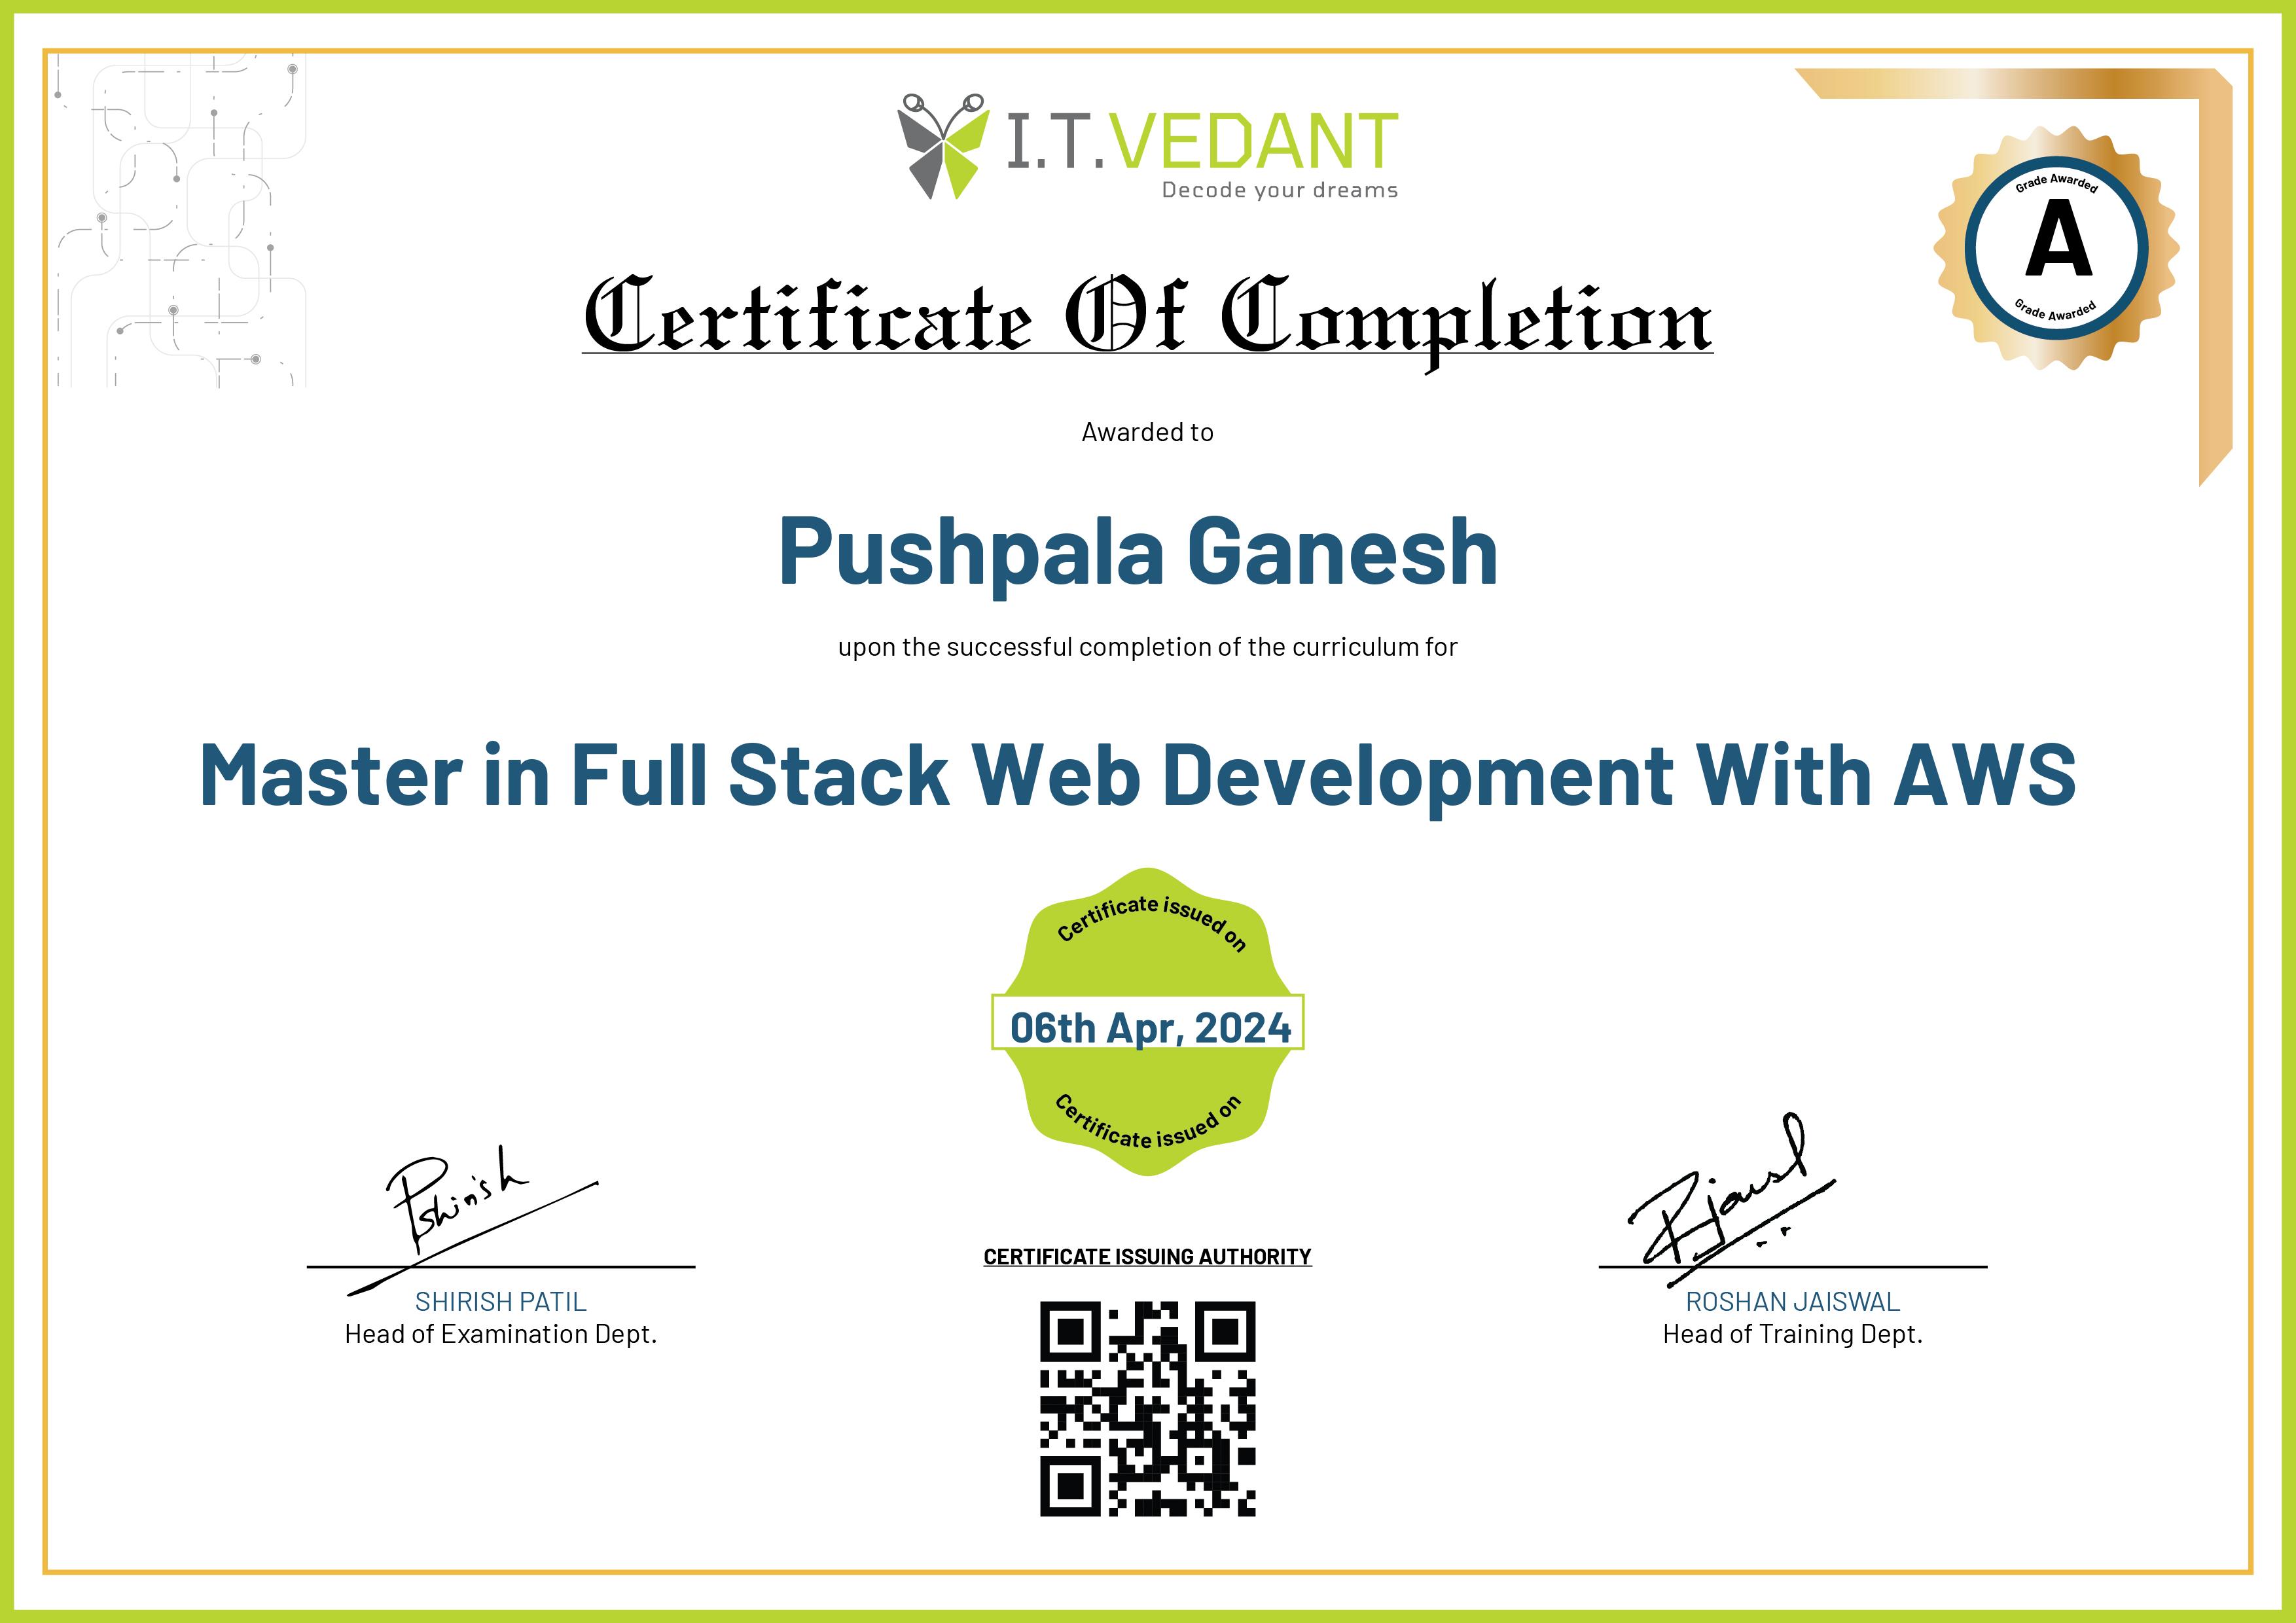 I.T.VEDANT
Decode your dreams
Grade Awarded
A
Grade Awarded
Certificate Of Completion
Awarded to
Pushpala Ganesh
upon the successful completion of the curriculum for
Master in Full Stack Web Development With AWS
Certificate issued on
06th Apr, 2024
Certificate issued on
Pshirish
Rjaiswal
CERTIFICATE ISSUING AUTHORITY
SHIRISH PATIL
Head of Examination Dept.
ROSHAN JAISWAL
Head of Training Dept.